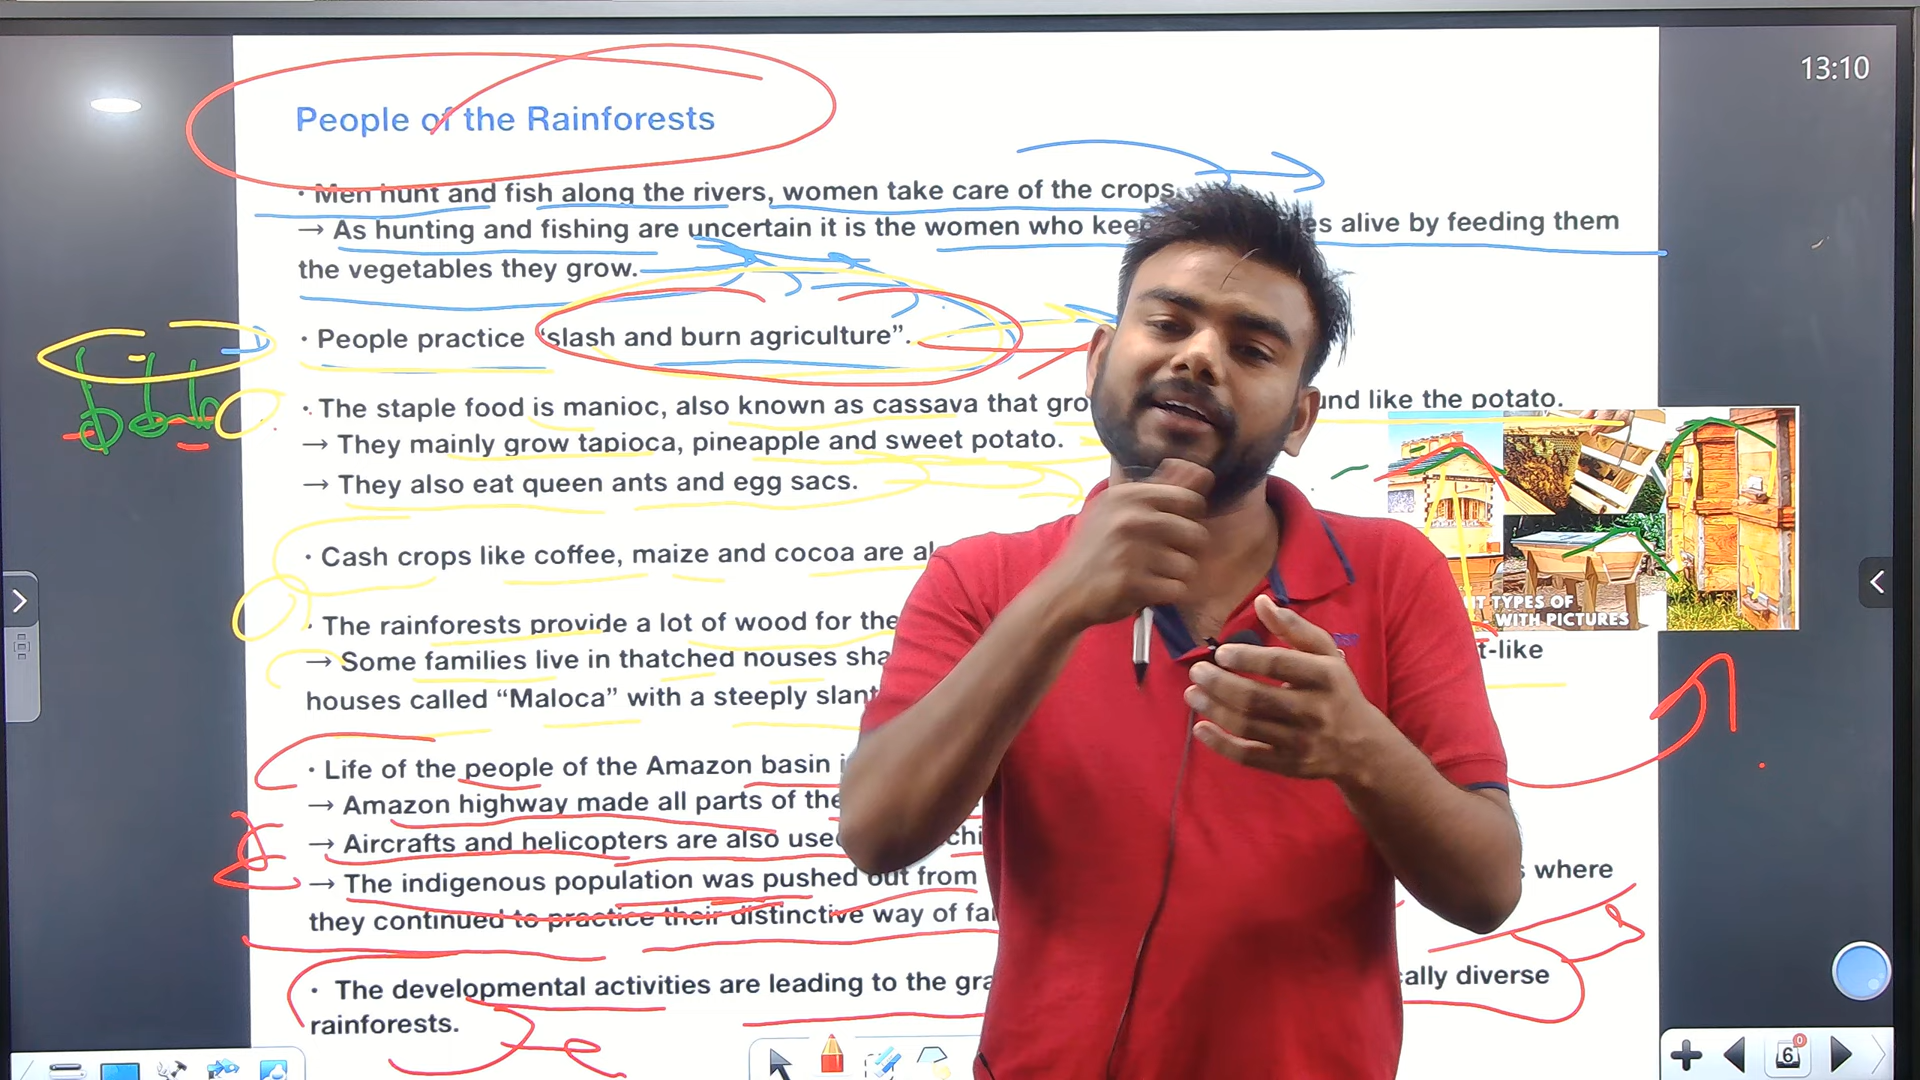 13:10
People of the Rainforests
· Men hunt and fish along the rivers, women take care of the crops.
→ As hunting and fishing are uncertain it is the women who kee es alive by feeding them
the vegetables they grow.
· People practice "slash and burn agriculture".
· The staple food is manioc, also known as cassava that gro und like the potato.
→ They mainly grow tapioca, pineapple and sweet potato.
→ They also eat queen ants and egg sacs.
· Cash crops like coffee, maize and cocoa are al
· The rainforests provide a lot of wood for the
→ Some families live in thatched houses sha t-like
houses called "Maloca" with a steeply slant
T TYPES OF
WITH PICTURES
· Life of the people of the Amazon basin i
→ Amazon highway made all parts of the
→ Aircrafts and helicopters are also used chi
→ The indigenous population was pushed out from s where
they continued to practice their distinctive way of fa
· The developmental activities are leading to the gra cally diverse
rainforests.
6
0